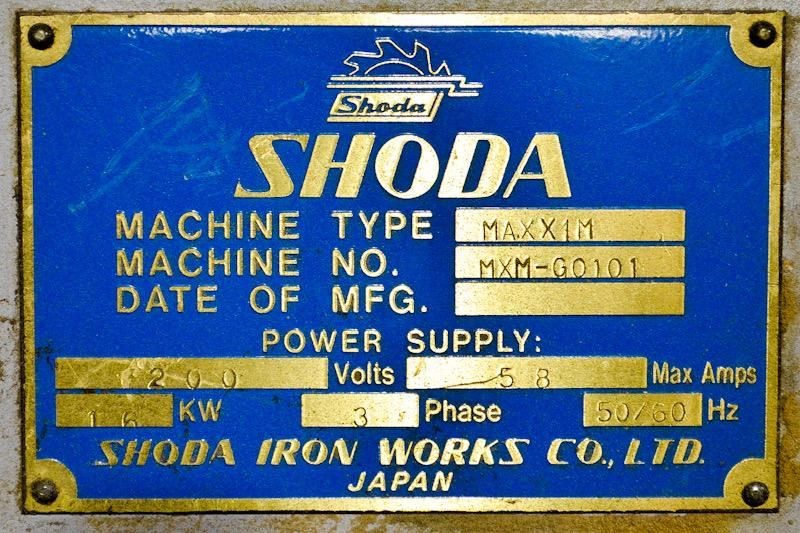 Shoda
SHODA
MACHINE TYPE MAXX1M
MACHINE NO. MXM-G0101
DATE OF MFG.
POWER SUPPLY:
200 Volts 58 Max Amps
16 KW 3 Phase 50/60 Hz
SHODA IRON WORKS CO., LTD.
JAPAN